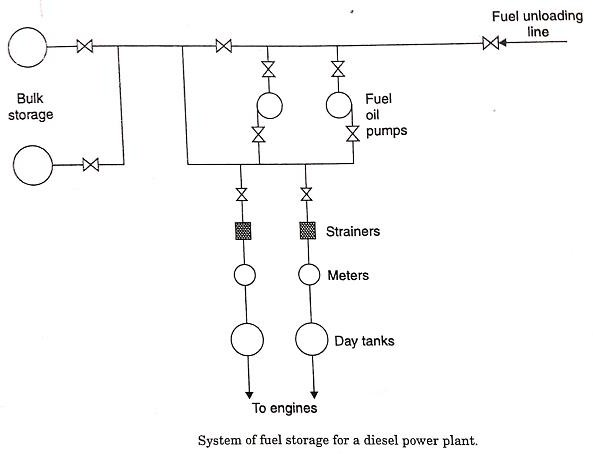 Fuel unloading
line
Bulk
storage
Fuel
oil
pumps
Strainers
Meters
Day tanks
To engines
System of fuel storage for a diesel power plant.